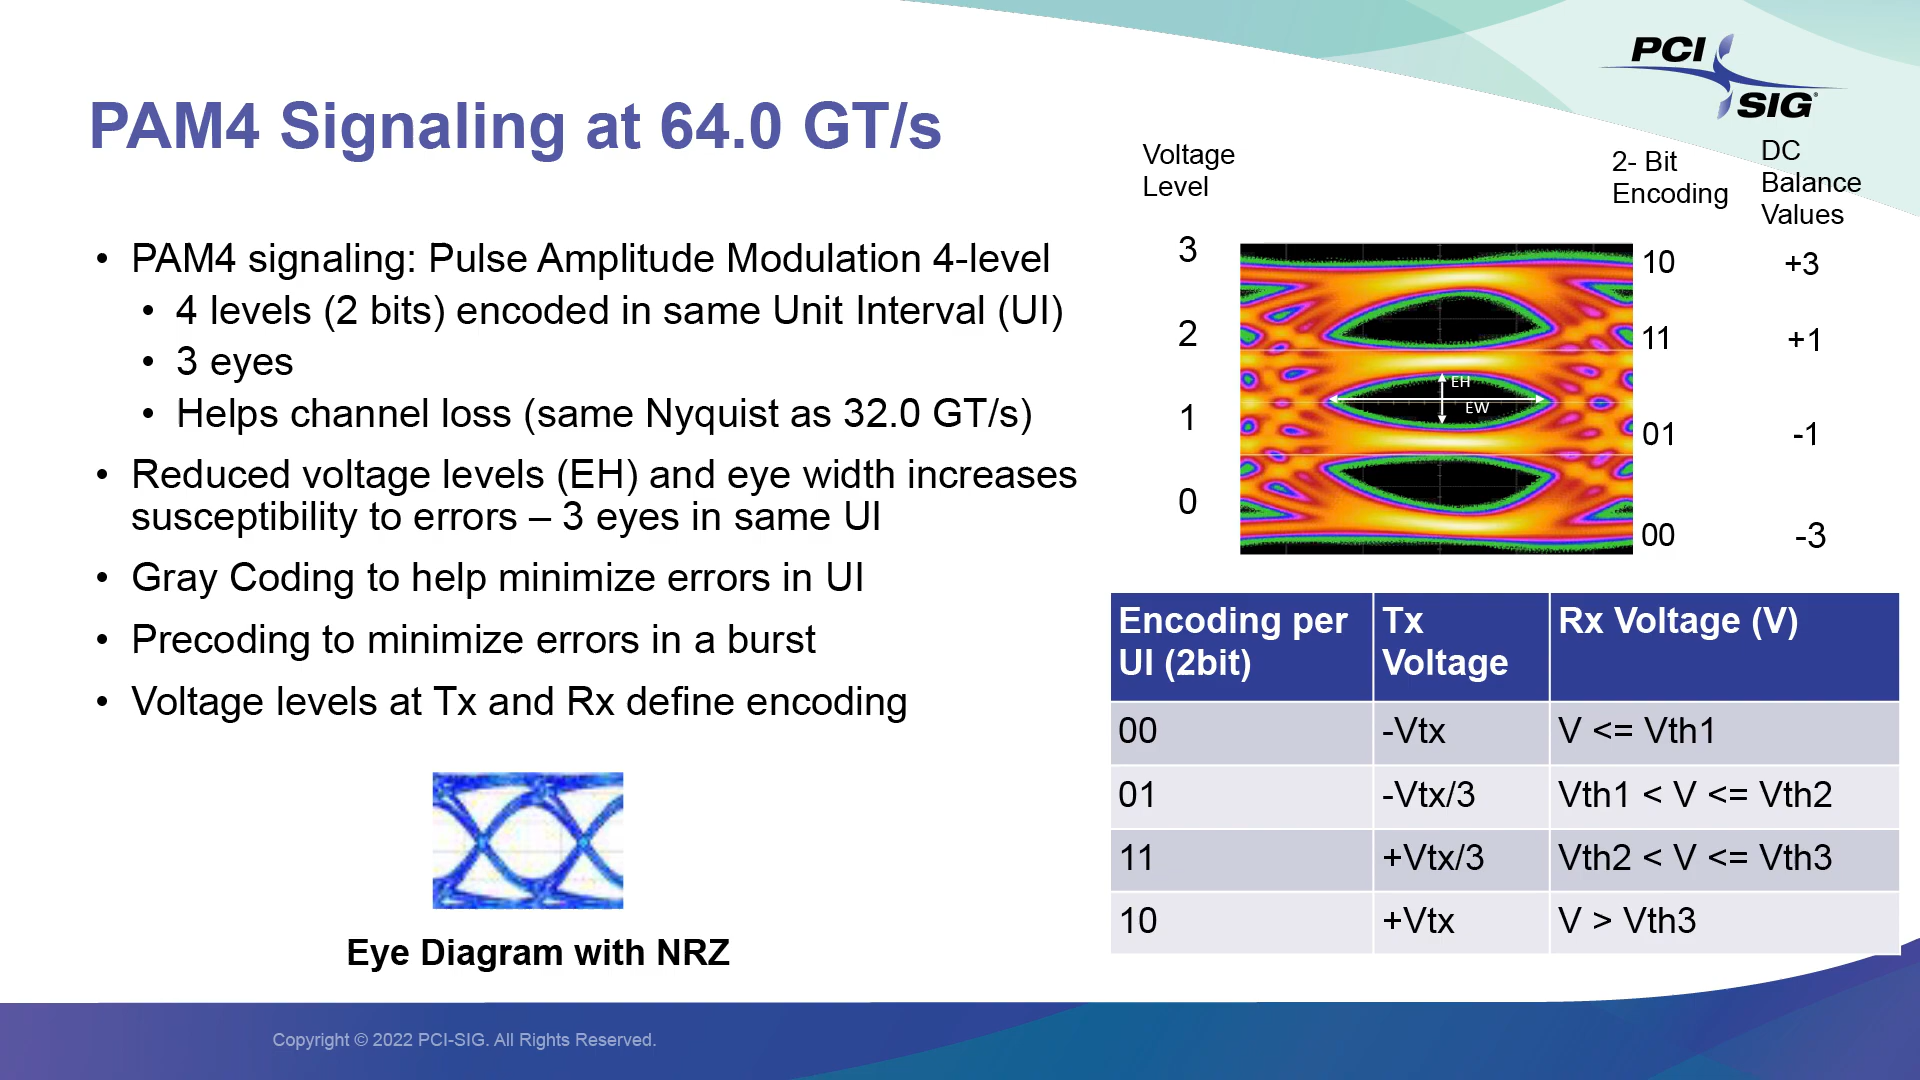 PCI
SIG®
PAM4 Signaling at 64.0 GT/s
• PAM4 signaling: Pulse Amplitude Modulation 4-level
• 4 levels (2 bits) encoded in same Unit Interval (UI)
• 3 eyes
• Helps channel loss (same Nyquist as 32.0 GT/s)
• Reduced voltage levels (EH) and eye width increases
susceptibility to errors – 3 eyes in same UI
• Gray Coding to help minimize errors in UI
• Precoding to minimize errors in a burst
• Voltage levels at Tx and Rx define encoding
Eye Diagram with NRZ
Voltage
Level
2- Bit
Encoding
DC
Balance
Values
3 10 +3
2 11 +1
EH
EW
1 01 -1
0 00 -3
Encoding per
UI (2bit)
Tx
Voltage
Rx Voltage (V)
00 -Vtx V <= Vth1
01 -Vtx/3 Vth1 < V <= Vth2
11 +Vtx/3 Vth2 < V <= Vth3
10 +Vtx V > Vth3
Copyright © 2022 PCI-SIG. All Rights Reserved.